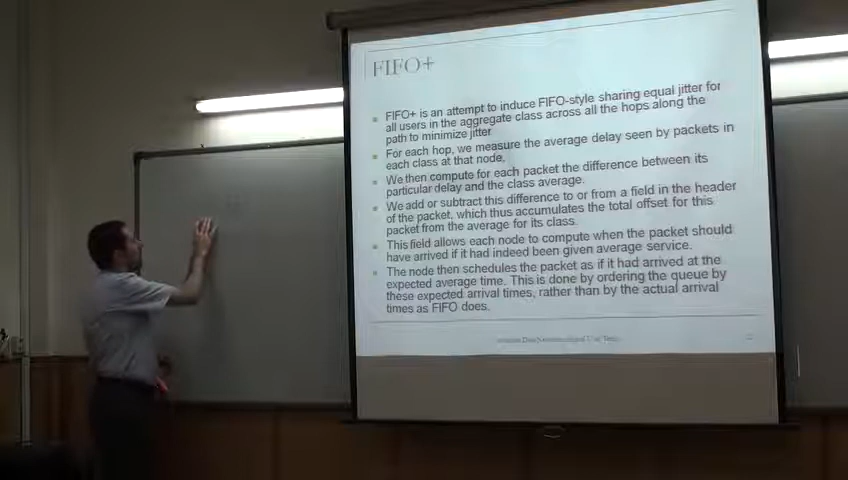 FIFO+
FIFO+ is an attempt to induce FIFO-style sharing equal jitter for
all users in the aggregate class across all the hops along the
path to minimize jitter
For each hop, we measure the average delay seen by packets in
each class at that node.
We then compute for each packet the difference between its
particular delay and the class average.
We add or subtract this difference to or from a field in the header
of the packet, which thus accumulates the total offset for this
packet from the average for its class.
This field allows each node to compute when the packet should
have arrived if it had indeed been given average service.
The node then schedules the packet as if it had arrived at the
expected average time. This is done by ordering the queue by
these expected arrival times, rather than by the actual arrival
times as FIFO does.